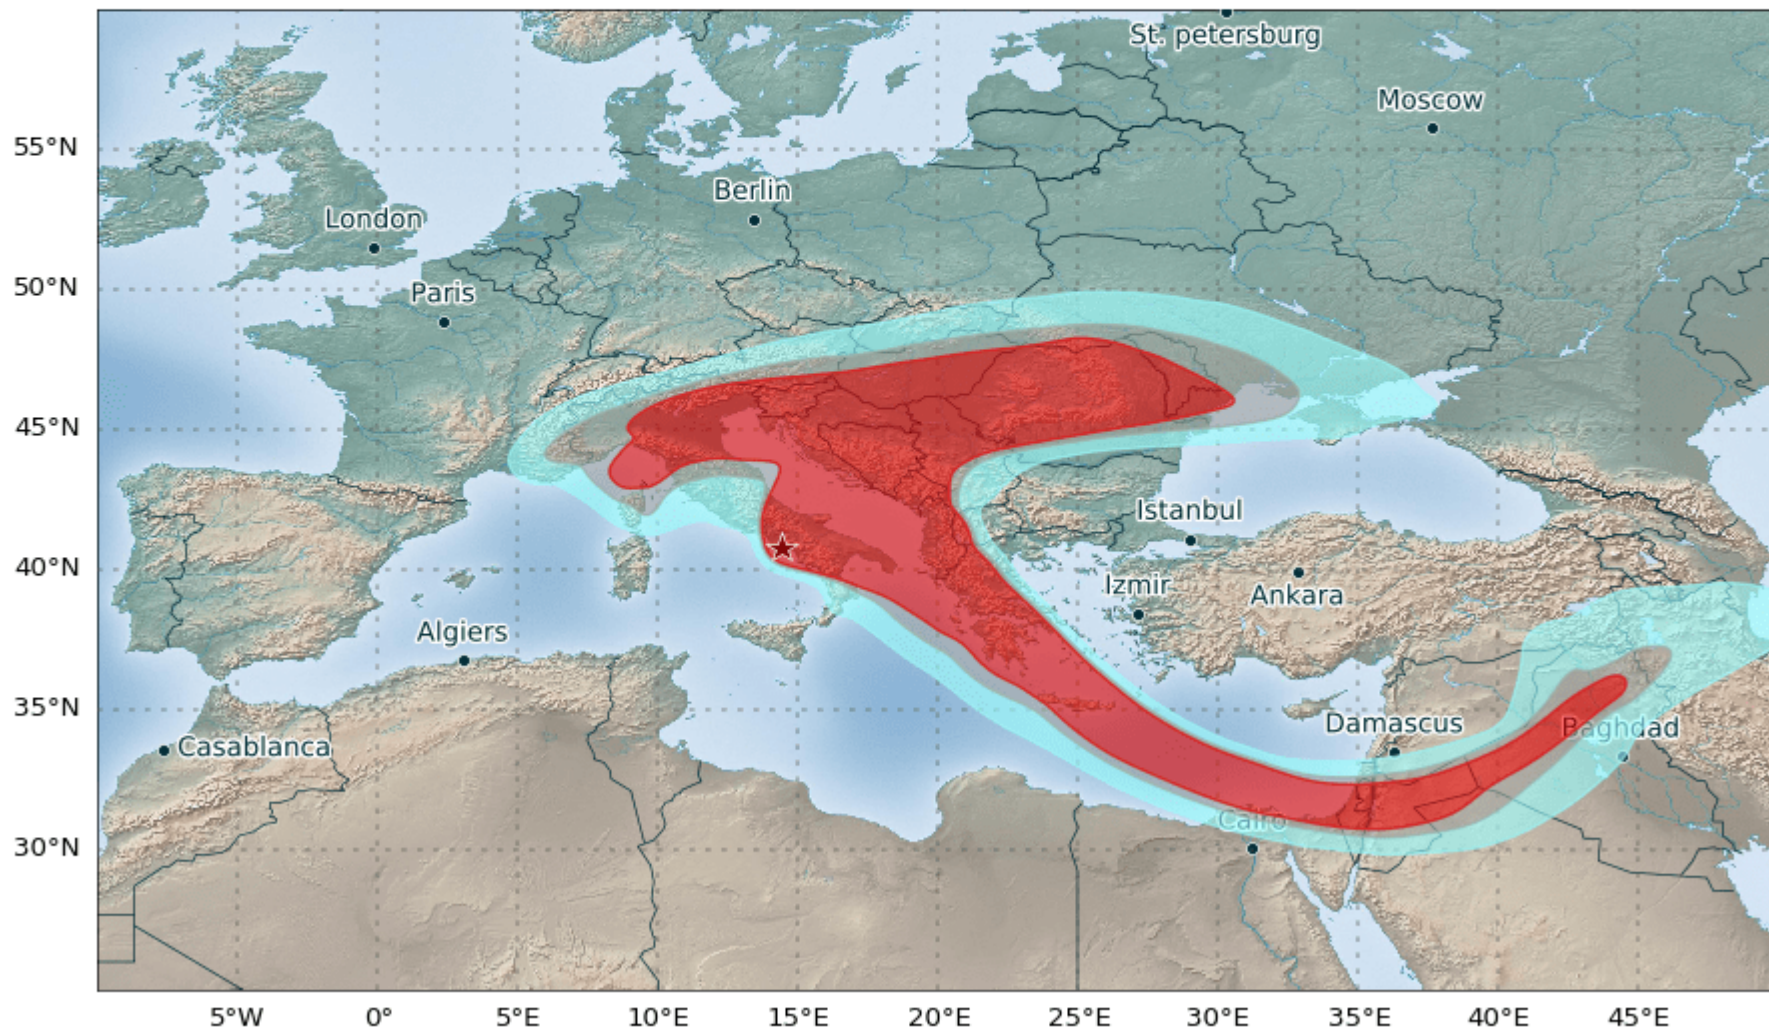 St. petersburg
Moscow
55°N
Berlin
London
50°N
Paris
45°N
Istanbul
40°N
Izmir
Ankara
Algiers
35°N
Damascus
Baghdad
Casablanca
Cairo
30°N
5°W 0° 5°E 10°E 15°E 20°E 25°E 30°E 35°E 40°E 45°E